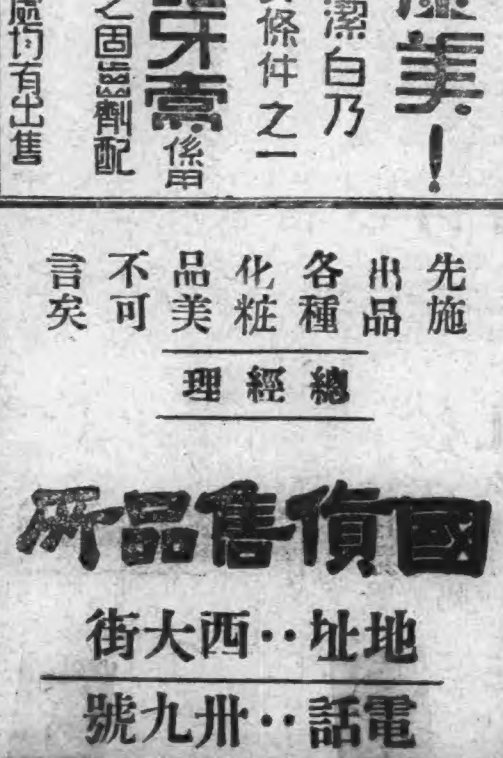 美！
潔白乃
條件之一
牙膏係用
之固齒劑配
處均有出售
先施
出品
各種
化粧
品美
不可
言矣
總經理
國貨售品所
地址：西大街
電話：卅九號